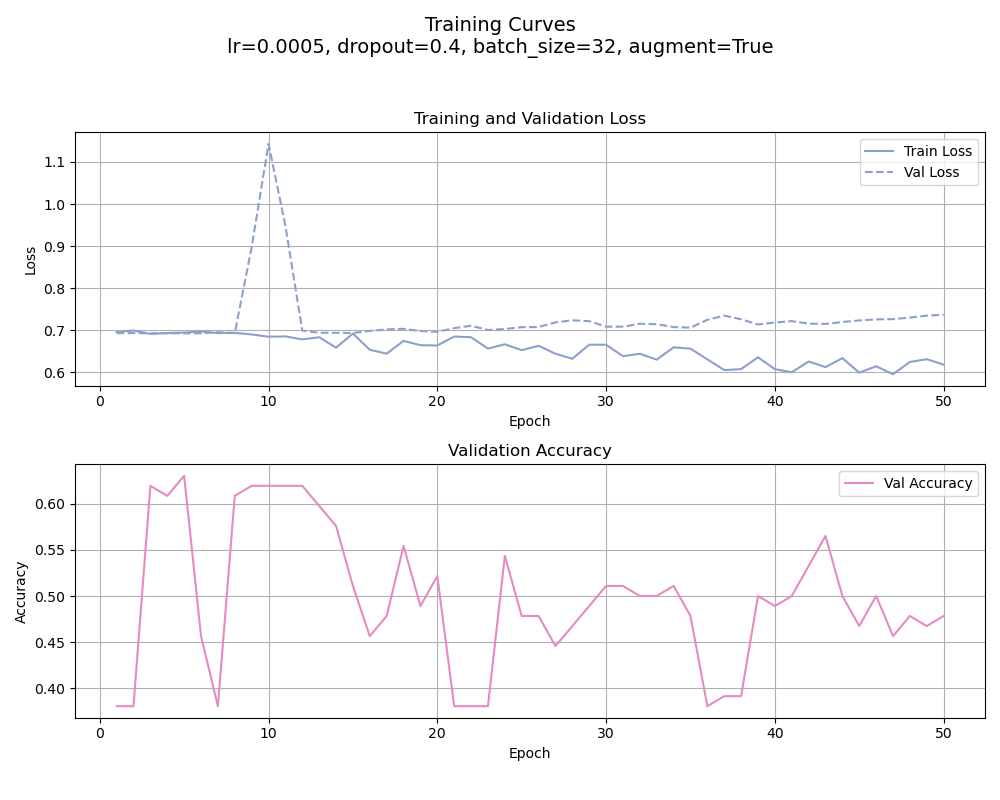 Training Curves
lr=0.0005, dropout=0.4, batch_size=32, augment=True
Training and Validation Loss
Train Loss
Val Loss
Loss
1.1
1.0
0.9
0.8
0.7
0.6
0
10
20
30
40
50
Epoch
Validation Accuracy
Val Accuracy
Accuracy
0.60
0.55
0.50
0.45
0.40
0
10
20
30
40
50
Epoch